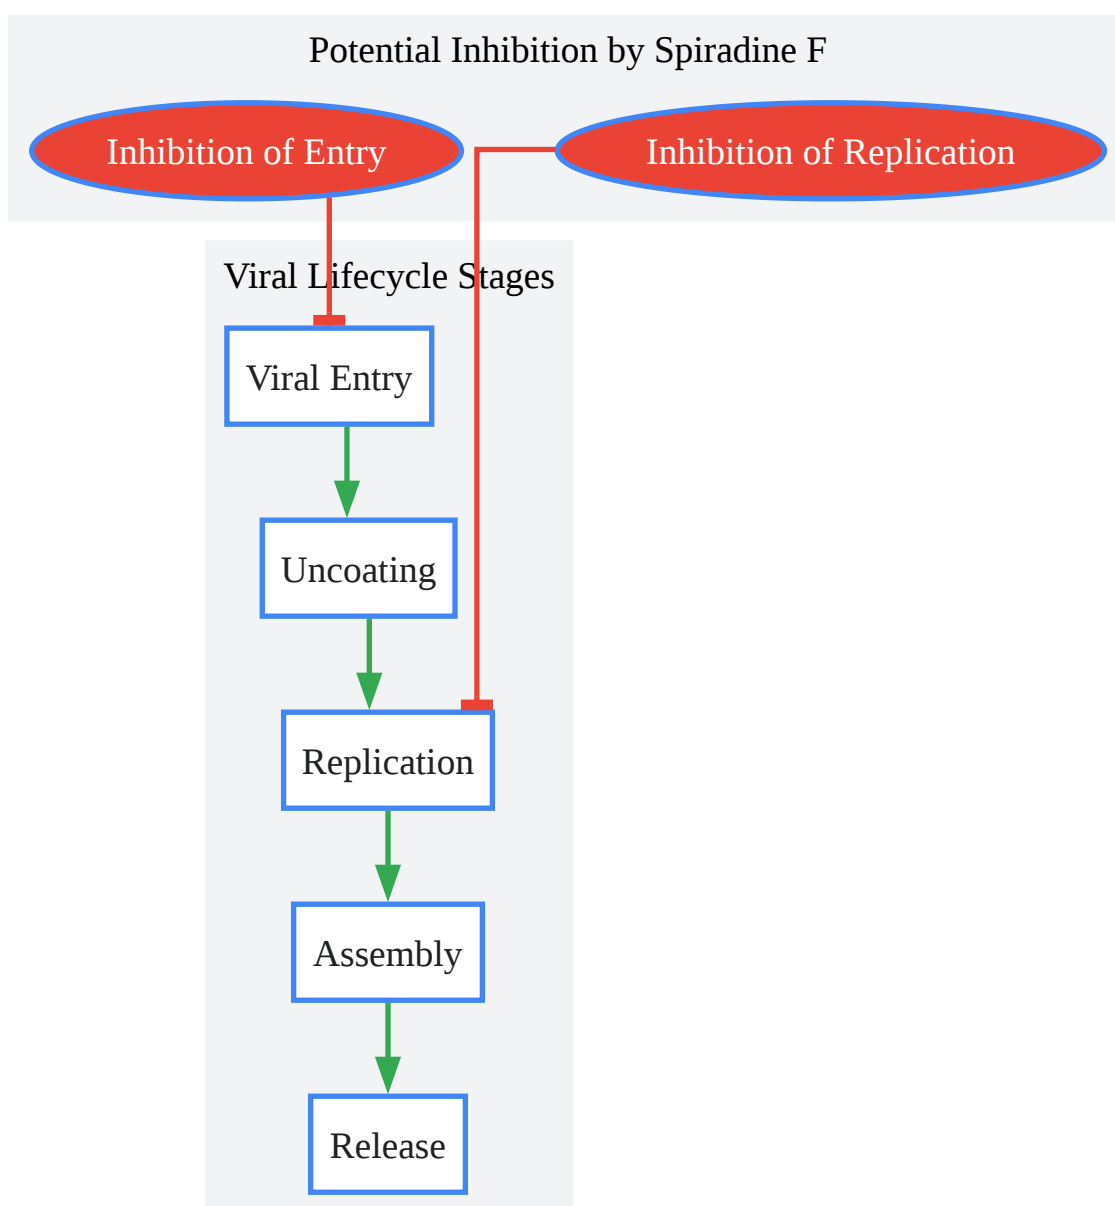 Potential Inhibition by Spiradine F
Inhibition of Entry
Inhibition of Replication
Viral Lifecycle Stages
Viral Entry
Uncoating
Replication
Assembly
Release